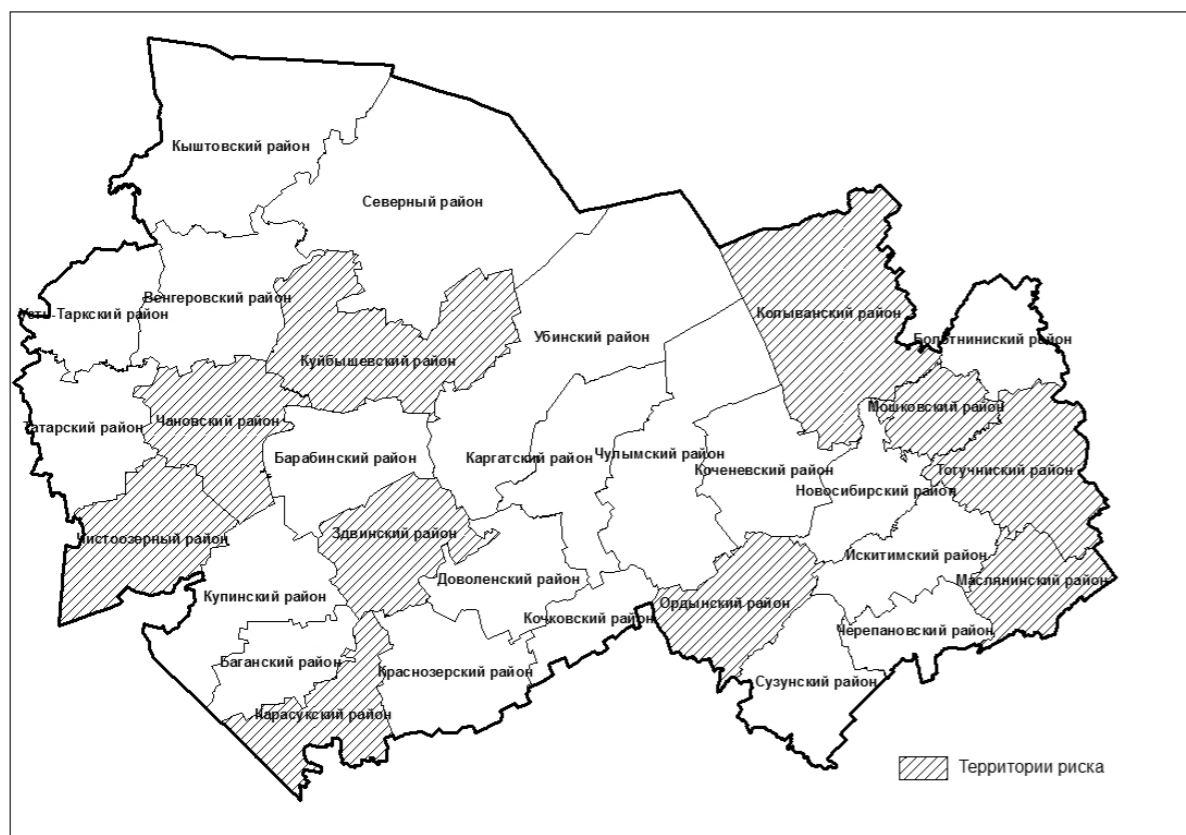 Кыштовский район
Северный район
Усть-Таркский район
Венгеровский район
Колыванский район
Убинский район
Болотнинский район
Куйбышевский район
Мошковский район
Татарский район
Чановский район
Барабинский район
Каргатский район
Чулымский район
Коченевский район
Тогучниский район
Новосибирский район
Чистоозерный район
Здвинский район
Искитимский район
Доволенский район
Маслянинский район
Купинский район
Ордынский район
Кочковский район
Черепановский район
Баганский район
Краснозерский район
Сузунский район
Карасукский район
Территории риска